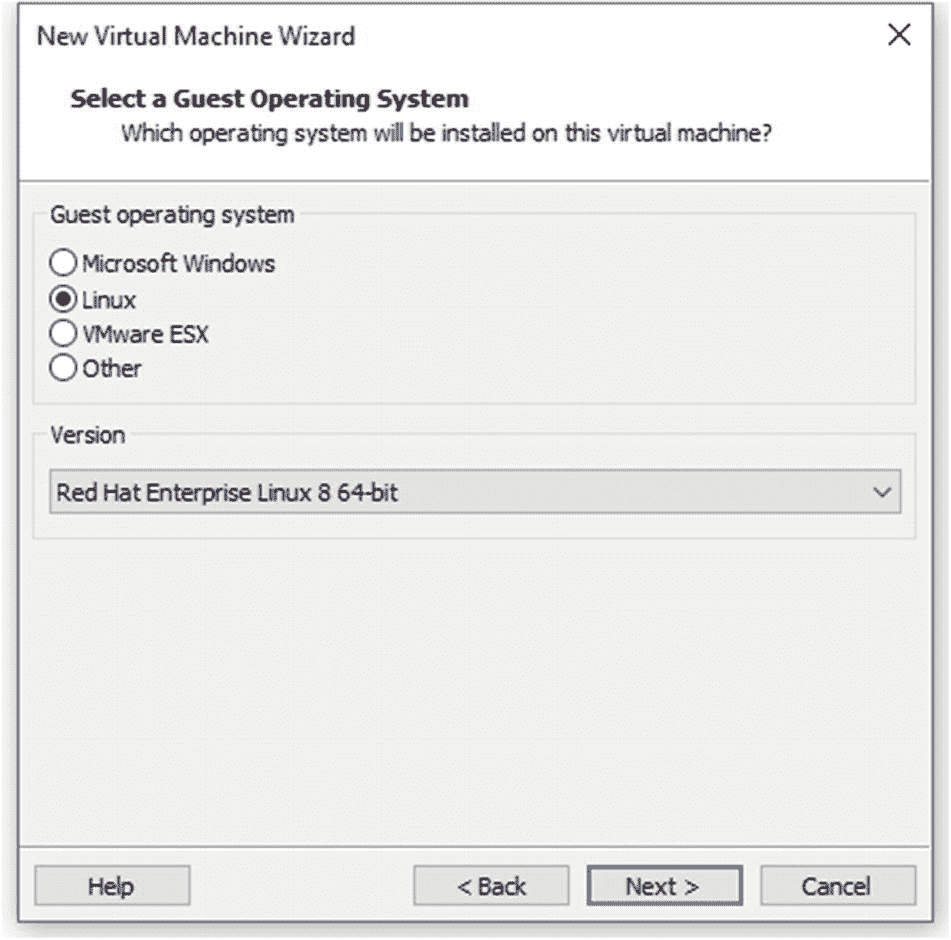 New Virtual Machine Wizard
Select a Guest Operating System
Which operating system will be installed on this virtual machine?
Guest operating system
Microsoft Windows
Linux
VMware ESX
Other
Version
Red Hat Enterprise Linux 8 64-bit
Help < Back Next > Cancel